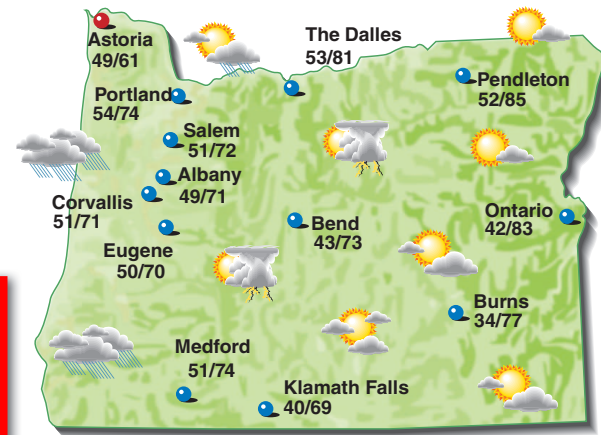 Astoria
49/61
The Dalles
53/81
Pendleton
52/85
Portland
54/74
Salem
51/72
Albany
49/71
Corvallis
51/71
Eugene
50/70
Bend
43/73
Ontario
42/83
Burns
34/77
Medford
51/74
Klamath Falls
40/69